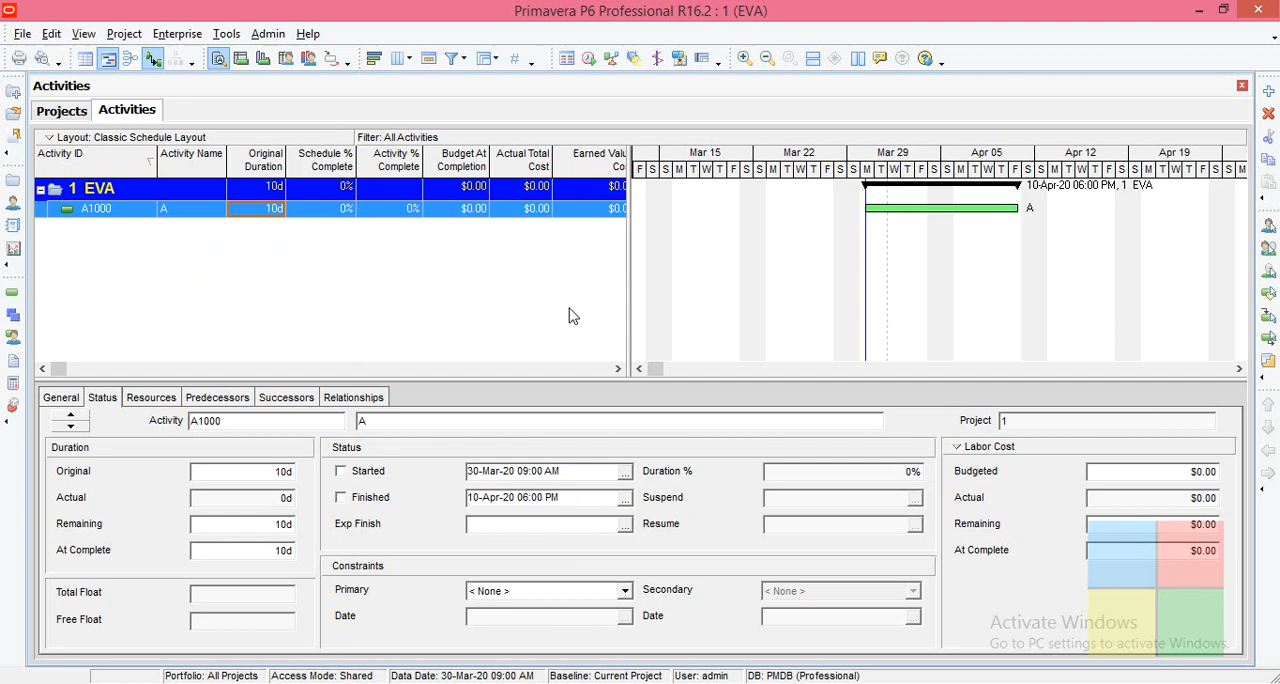 Primavera P6 Professional R16.2 : 1 (EVA)
File Edit View Project Enterprise Tools Admin Help
Activities
Projects Activities
Layout: Classic Schedule Layout Filter: All Activities
Activity ID Activity Name Original Duration Schedule % Complete Activity % Complete Budget At Completion Actual Total Cost Earned Valu Co
Mar 15 Mar 22 Mar 29 Apr 05 Apr 12 Apr 19
F S S M T W T F S S M T W T F S S M T W T F S S M T W T F S S M T W T F S S M T W T F S S M
1 EVA 10d 0% $0.00 $0.00 $0.0 10-Apr-20 06:00 PM, 1 EVA
A1000 A 10d 0% 0% $0.00 $0.00 $0.0 A
General Status Resources Predecessors Successors Relationships
Activity A1000 A Project 1
Duration Status Labor Cost
Original 10d Started 30-Mar-20 09:00 AM Duration % 0% Budgeted $0.00
Actual 0d Finished 10-Apr-20 06:00 PM Suspend Actual $0.00
Remaining 10d Exp Finish Resume Remaining $0.00
At Complete 10d At Complete $0.00
Constraints
Total Float Primary < None > Secondary < None >
Free Float Date Date
Activate Windows
Go to PC settings to activate Windows.
Portfolio: All Projects Access Mode: Shared Data Date: 30-Mar-20 09:00 AM Baseline: Current Project User: admin DB: PMDB (Professional)